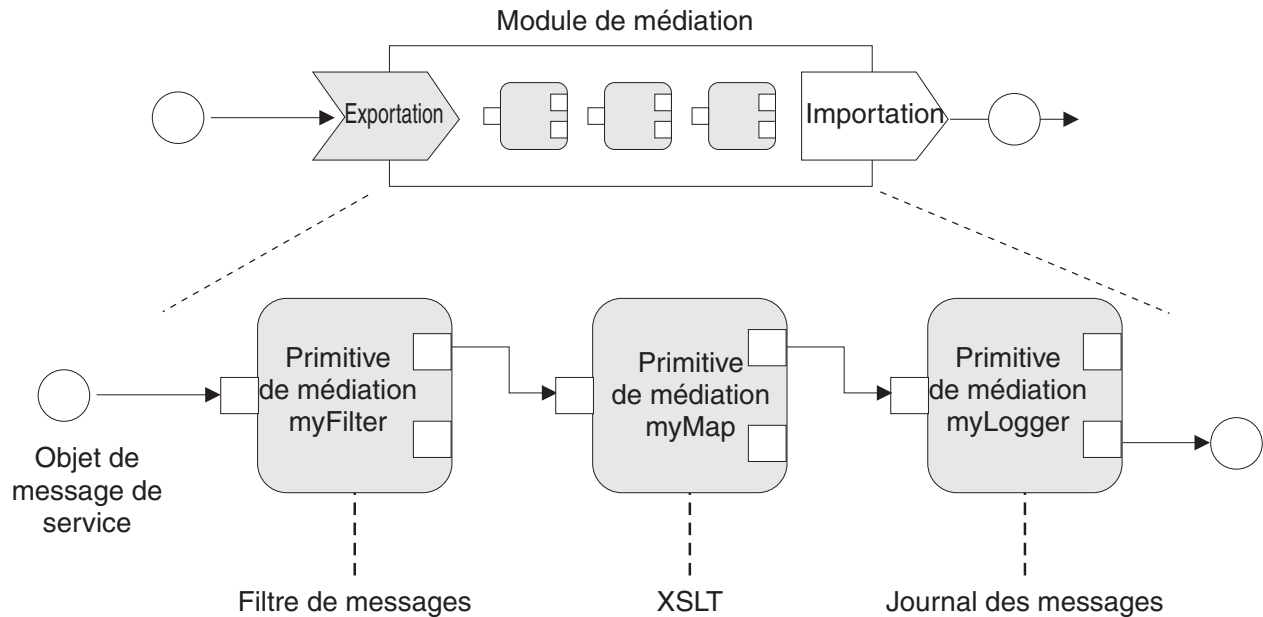 Module de médiation
Exportation
Importation
Primitive
de médiation
myFilter
Primitive
de médiation
myMap
Primitive
de médiation
myLogger
Objet de
message de
service
Filtre de messages
XSLT
Journal des messages